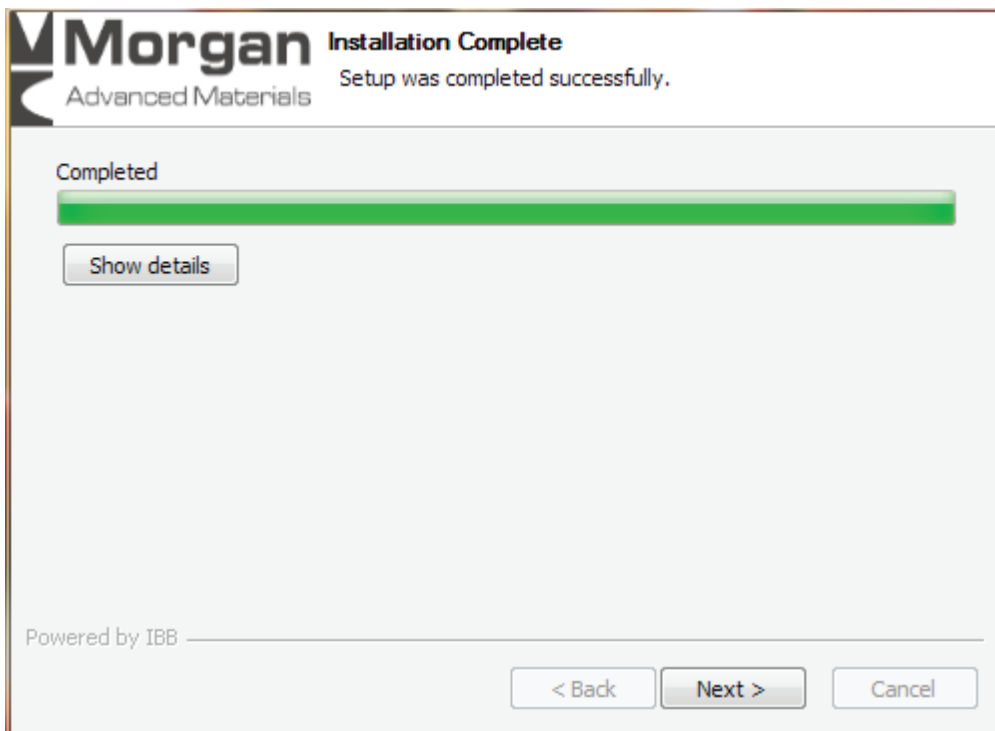 Morgan
Advanced Materials
Installation Complete
Setup was completed successfully.
Completed
Show details
Powered by IBB
< Back
Next >
Cancel